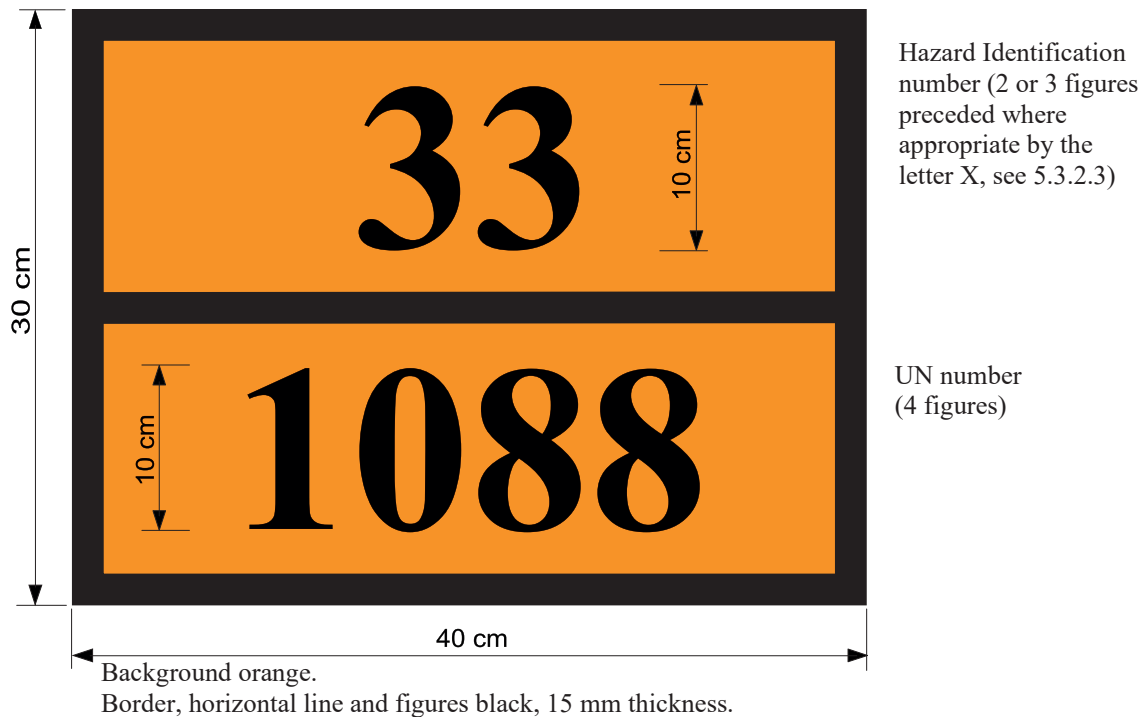 33
10 cm
Hazard Identification
number (2 or 3 figures
preceded where
appropriate by the
letter X, see 5.3.2.3)
30 cm
10 cm
1088
UN number
(4 figures)
40 cm
Background orange.
Border, horizontal line and figures black, 15 mm thickness.